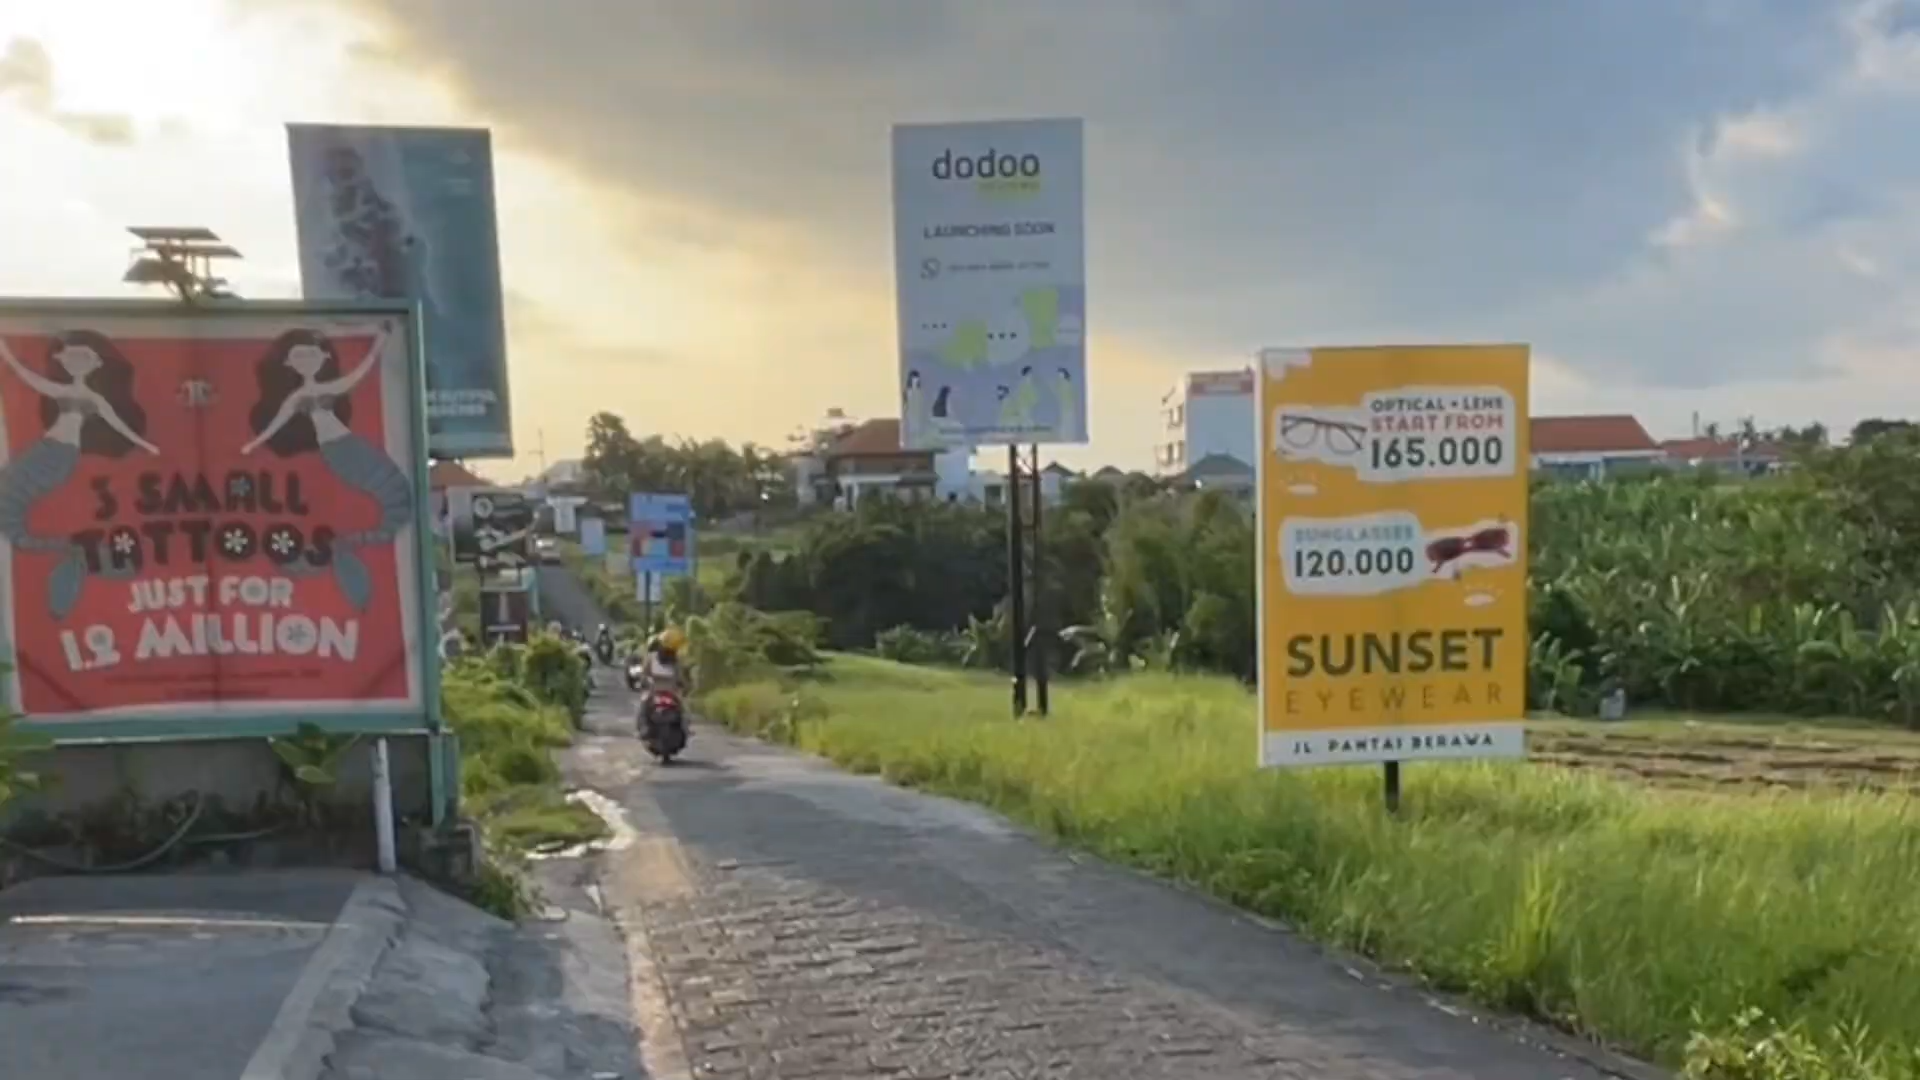 3 SMALL
TATTOOS
JUST FOR
1.2 MILLION
dodoo
LAUNCHING SOON
OPTICAL + LENS
START FROM
165.000
SUNGLASSES
120.000
SUNSET
EYEWEAR
JL. PANTAI BERAWA